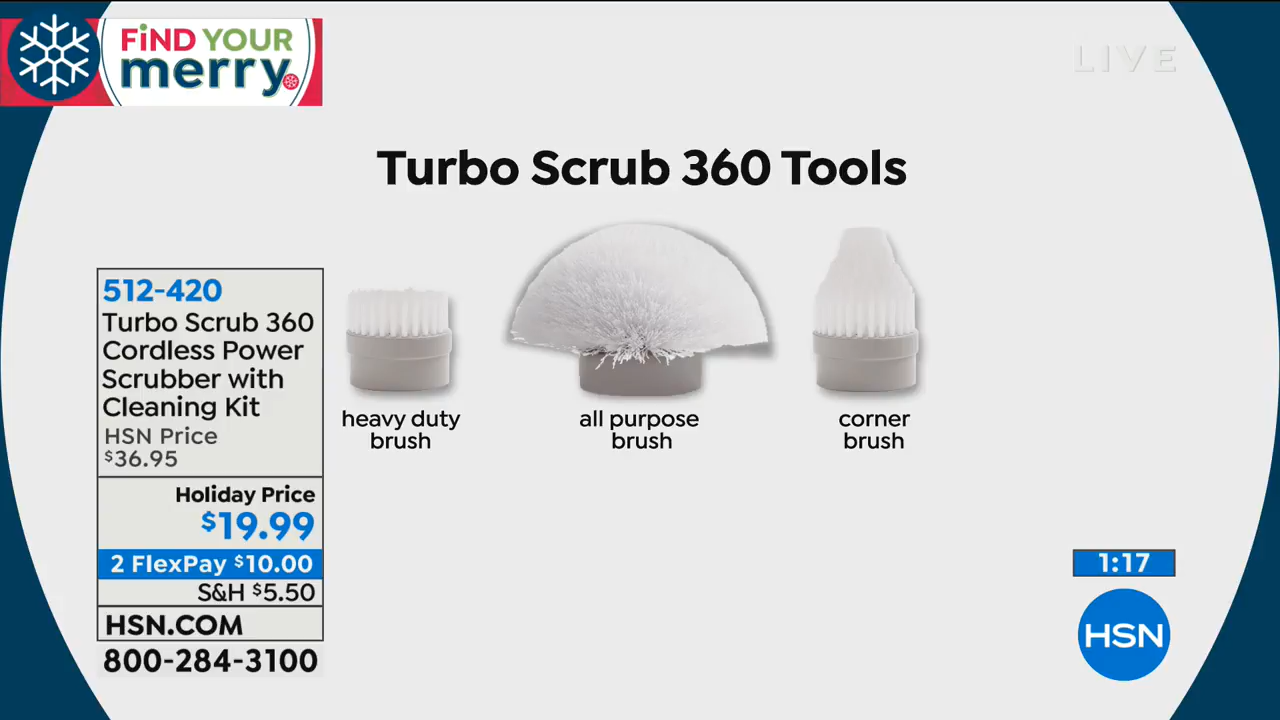 FiND YOUR
merry
LIVE
Turbo Scrub 360 Tools
512-420
Turbo Scrub 360
Cordless Power
Scrubber with
Cleaning Kit
HSN Price
$36.95
Holiday Price
$19.99
2 FlexPay $10.00
S&H $5.50
HSN.COM
800-284-3100
heavy duty
brush
all purpose
brush
corner
brush
1:17
HSN